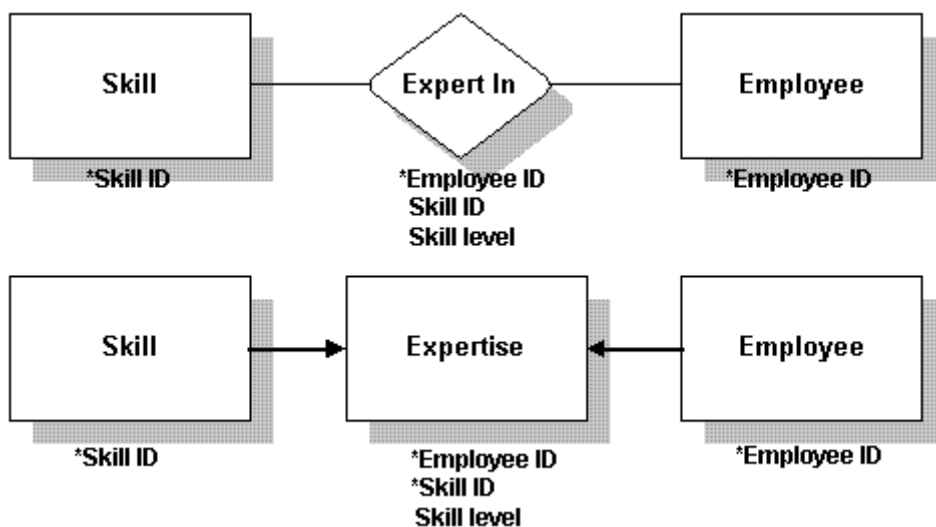 Skill
Expert In
Employee
*Skill ID
*Employee ID
Skill ID
Skill level
*Employee ID
Skill
Expertise
Employee
*Skill ID
*Employee ID
*Skill ID
Skill level
*Employee ID